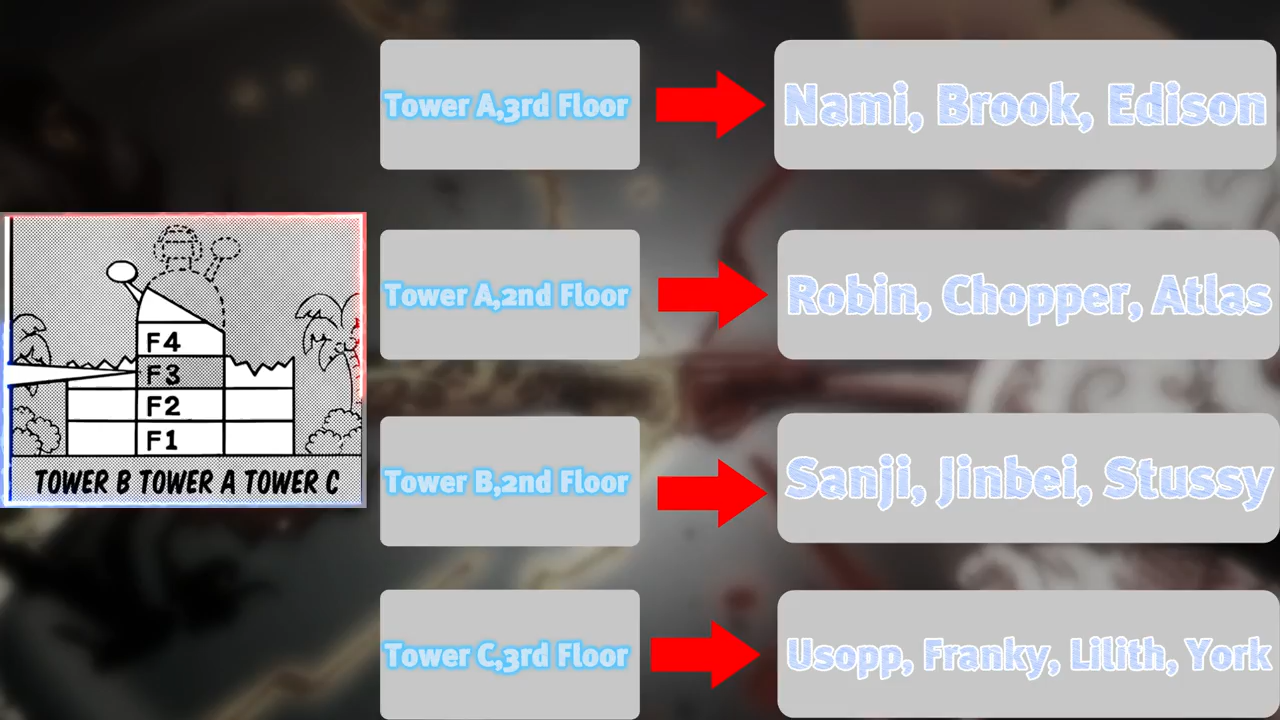 Tower A,3rd Floor
Nami, Brook, Edison
Tower A,2nd Floor
Robin, Chopper, Atlas
F4
F3
F2
F1
TOWER B TOWER A TOWER C
Tower B,2nd Floor
Sanji, Jinbei, Stussy
Tower C,3rd Floor
Usopp, Franky, Lilith, York